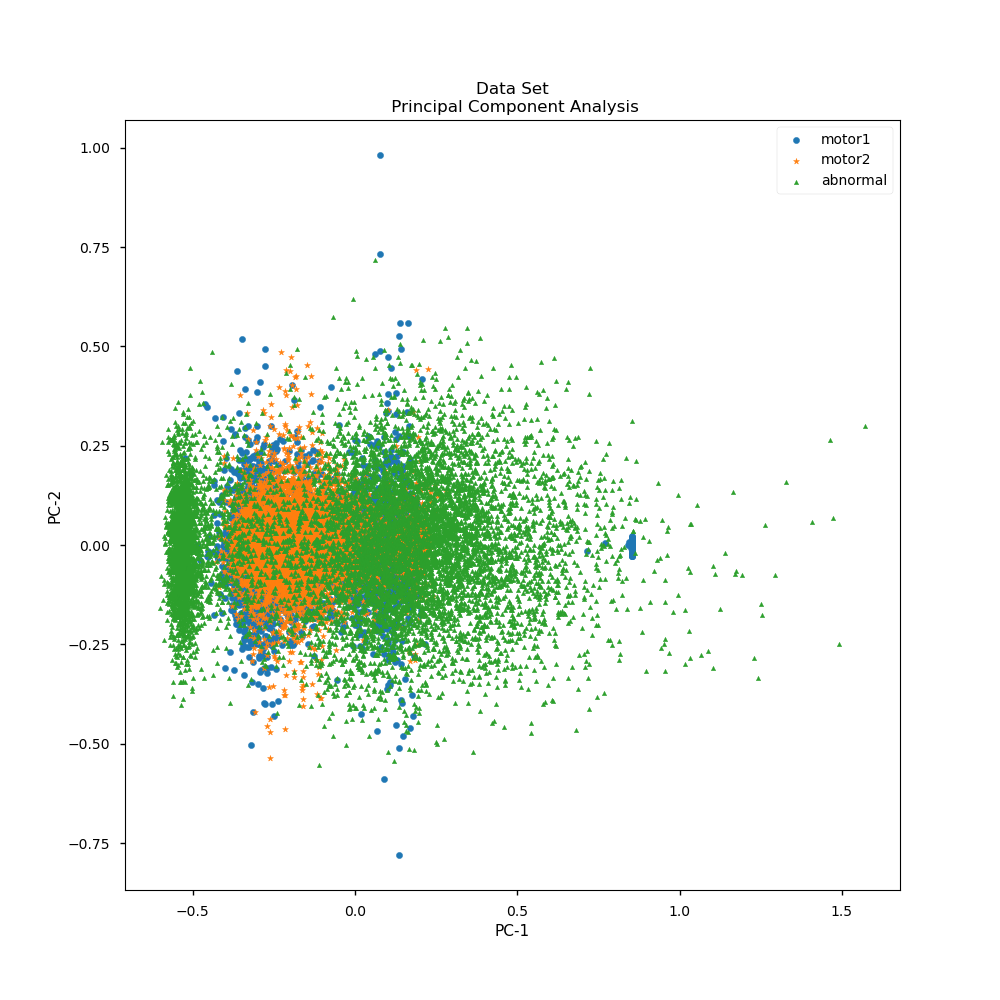 Data Set
Principal Component Analysis
motor1
motor2
abnormal
1.00
0.75
0.50
0.25
0.00
−0.25
−0.50
−0.75
PC-2
−0.5
0.0
0.5
1.0
1.5
PC-1